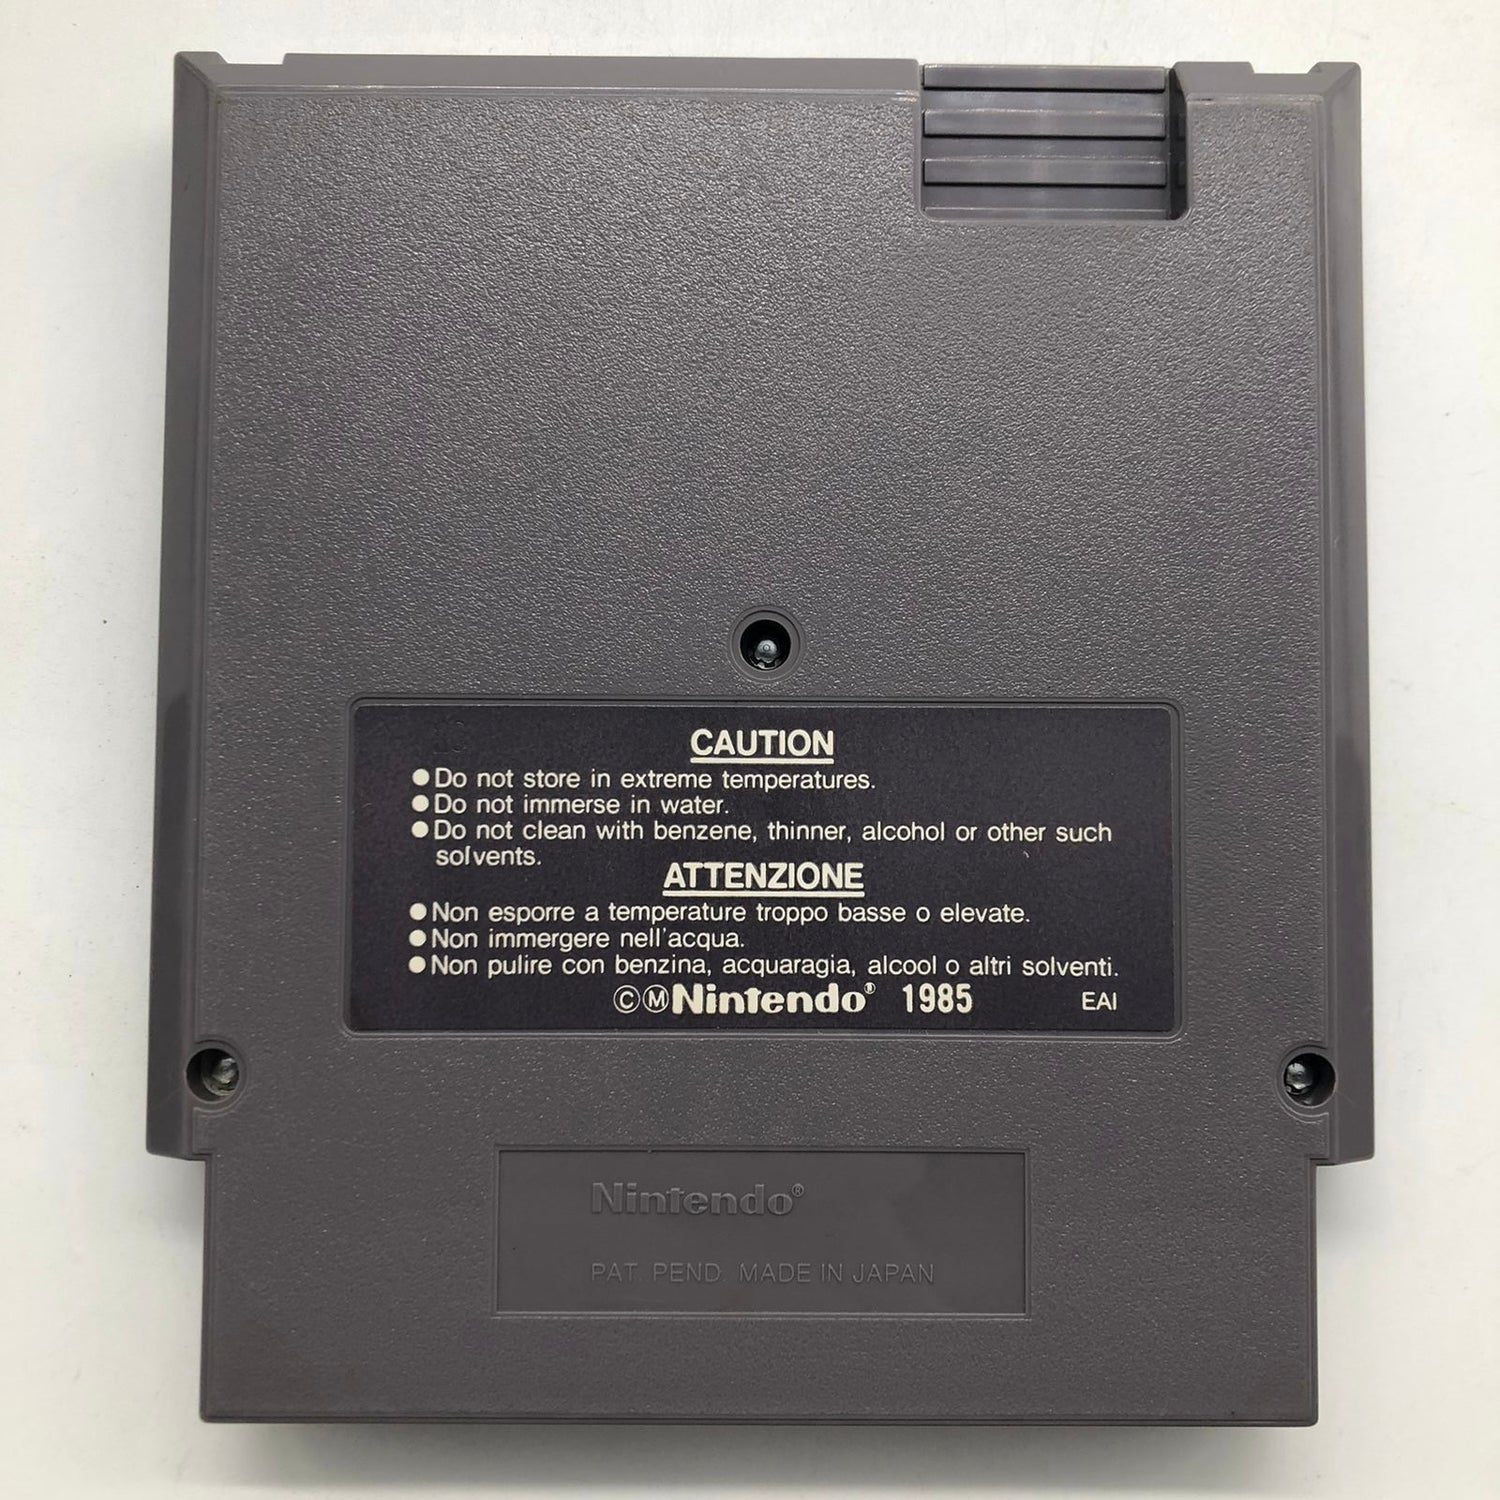 CAUTION
●Do not store in extreme temperatures.
●Do not immerse in water.
●Do not clean with benzene, thinner, alcohol or other such
solvents.
ATTENZIONE
●Non esporre a temperature troppo basse o elevate.
●Non immergere nell'acqua.
●Non pulire con benzina, acquaragia, alcool o altri solventi.
©ⓂNintendo® 1985 EAI
Nintendo®
PAT. PEND. MADE IN JAPAN